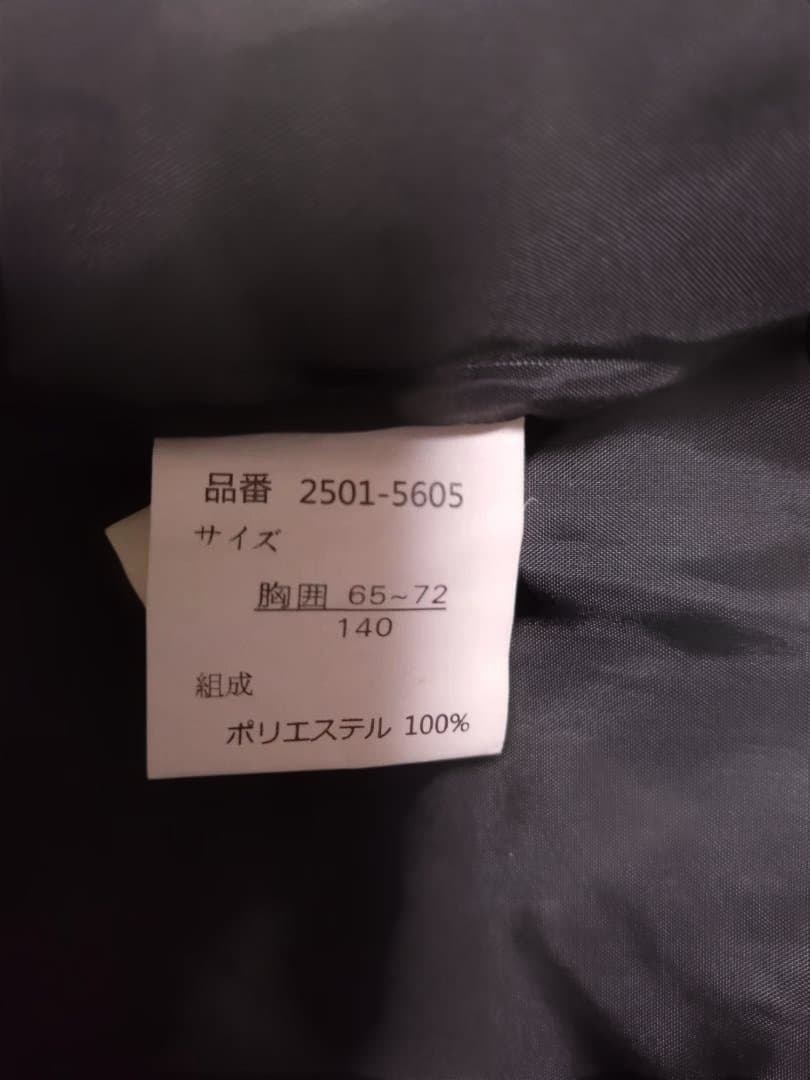 品番 2501-5605
サイズ
胸囲 65~72
140
組成
ポリエステル 100%